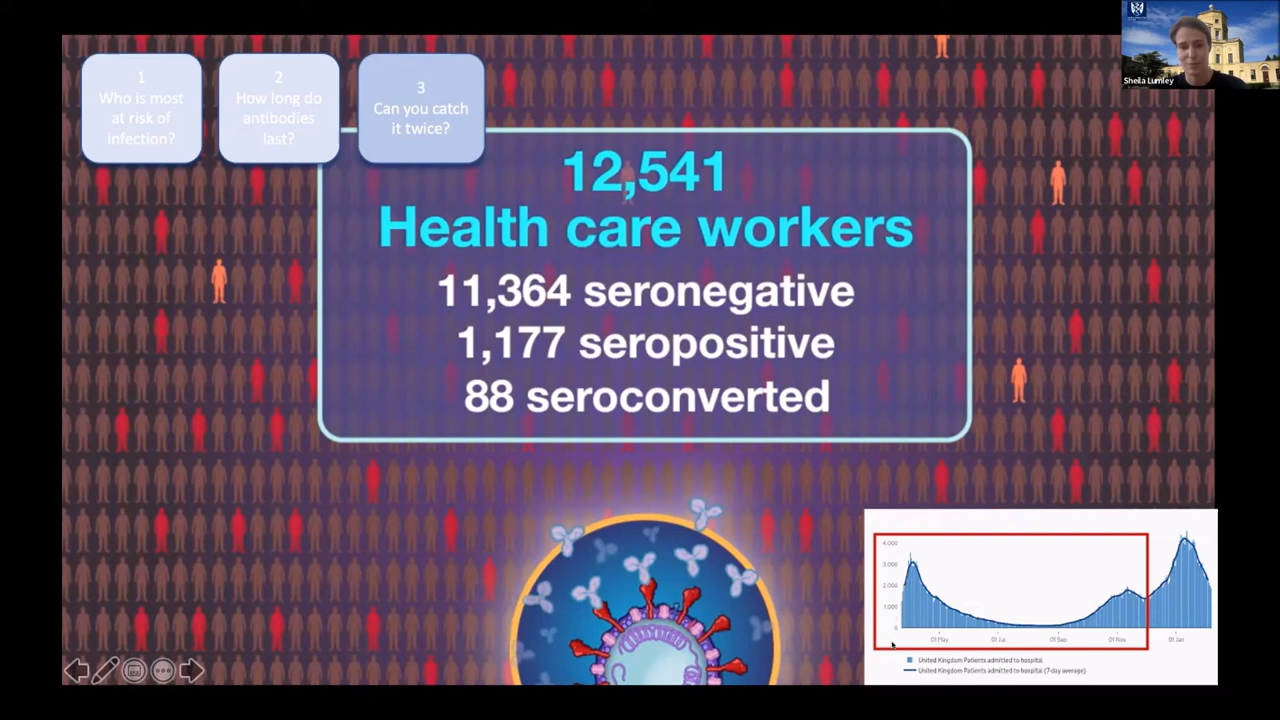 1
Who is most
at risk of
infection?
2
How long do
antibodies
last?
3
Can you catch
it twice?
Sheila Lumley
12,541
Health care workers
11,364 seronegative
1,177 seropositive
88 seroconverted
4,000
3,000
2,000
1,000
0
01 May
01 Jul
01 Sep
01 Nov
01 Jan
United Kingdom Patients admitted to hospital
United Kingdom Patients admitted to hospital (7-day average)